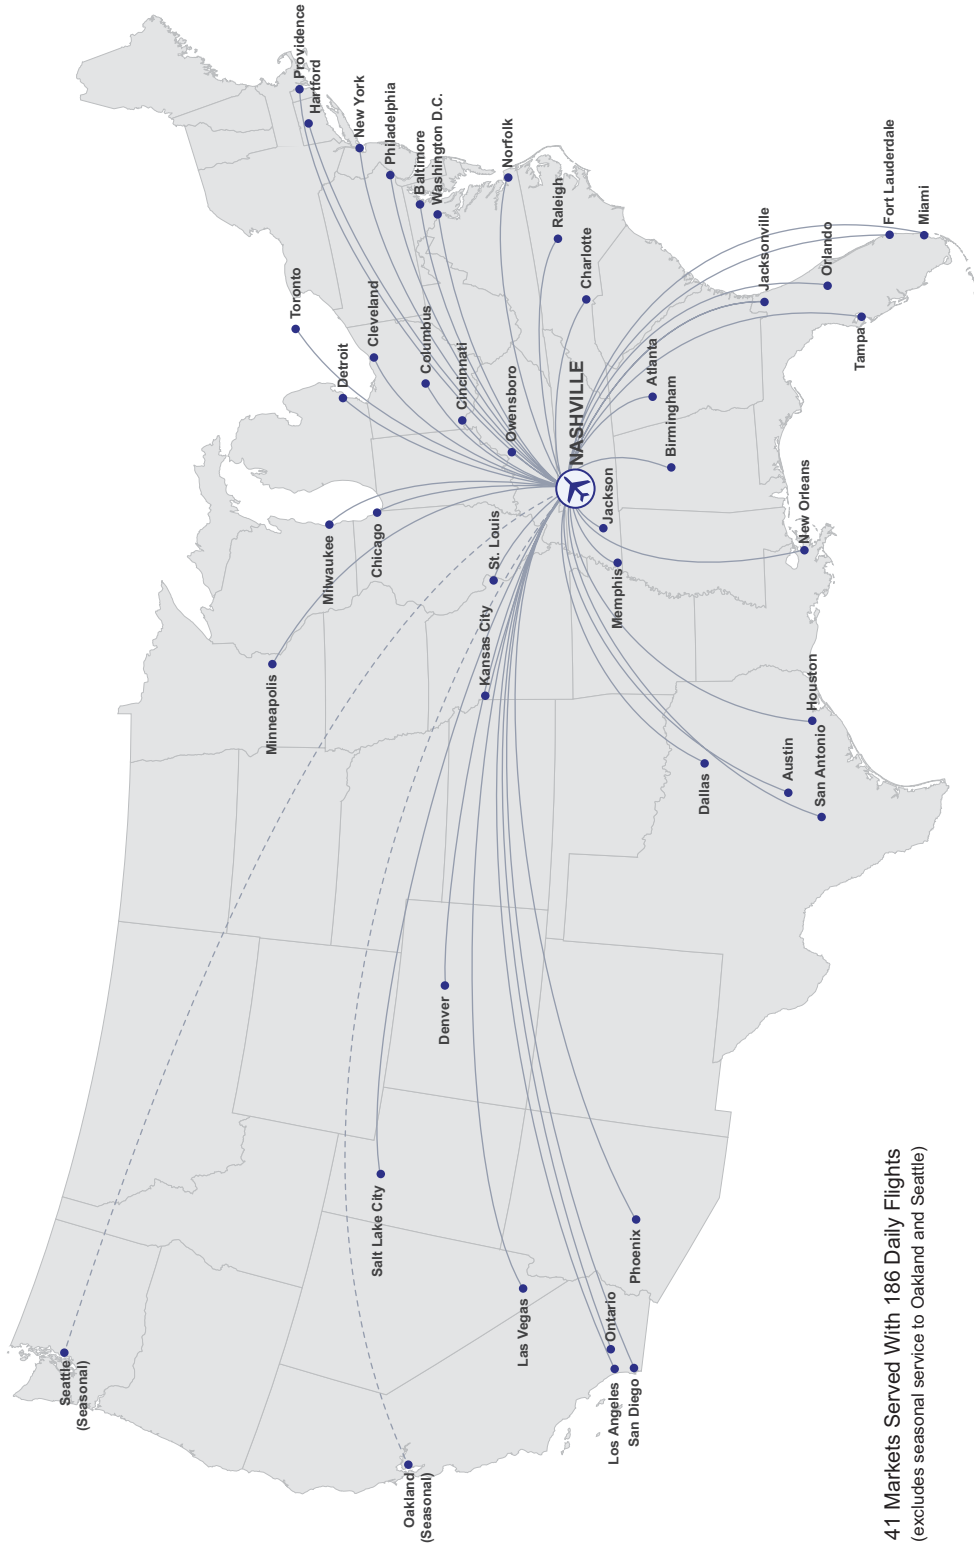 Seattle
(Seasonal)
Oakland
(Seasonal)
Los Angeles
San Diego
Ontario
Las Vegas
Phoenix
Salt Lake City
Denver
Minneapolis
Milwaukee
Chicago
Kansas City
St. Louis
Dallas
Austin
San Antonio
Houston
Memphis
Jackson
New Orleans
NASHVILLE
Birmingham
Atlanta
Owensboro
Cincinnati
Columbus
Cleveland
Detroit
Toronto
Charlotte
Raleigh
Norfolk
Washington D.C.
Baltimore
Philadelphia
New York
Hartford
Providence
Jacksonville
Orlando
Tampa
Fort Lauderdale
Miami
41 Markets Served With 186 Daily Flights
(excludes seasonal service to Oakland and Seattle)